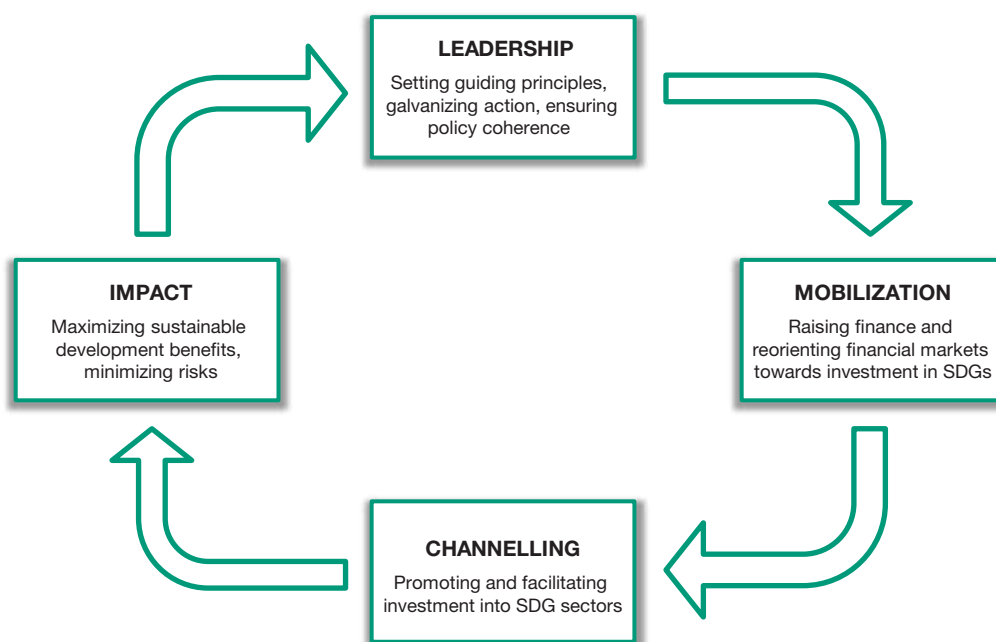 LEADERSHIP
Setting guiding principles,
galvanizing action, ensuring
policy coherence
IMPACT
Maximizing sustainable
development benefits,
minimizing risks
MOBILIZATION
Raising finance and
reorienting financial markets
towards investment in SDGs
CHANNELLING
Promoting and facilitating
investment into SDG sectors